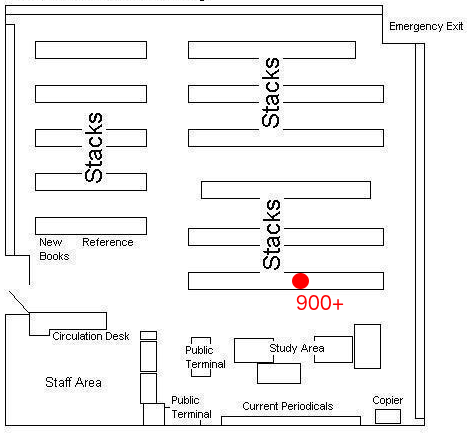 Emergency Exit
Stacks
Stacks
Stacks
New Reference
Books
900+
Circulation Desk
Public
Terminal
Study Area
Staff Area
Public
Terminal
Current Periodicals
Copier